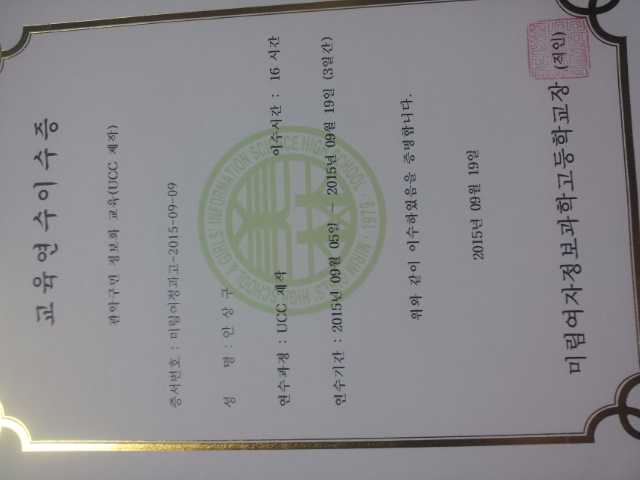 교육연수이수증
관악구민 정보화 교육(UCC 제작)
증서번호 : 미림여정과고-2015-09-09
성 명 : 안상구
연수과정 : UCC 제작 이수시간 : 16 시간
연수기간 : 2015년 09월 05일 ~ 2015년 09월 19일 (3일간)
위와 같이 이수하였음을 증명합니다.
2015년 09월 19일
미림여자정보과학고등학교장 (직인)
MIRIM GIRLS' HIGH SCHOOL & GIRLS' INFORMATION SCIENCE HIGH SCHOOL · 1979 ·